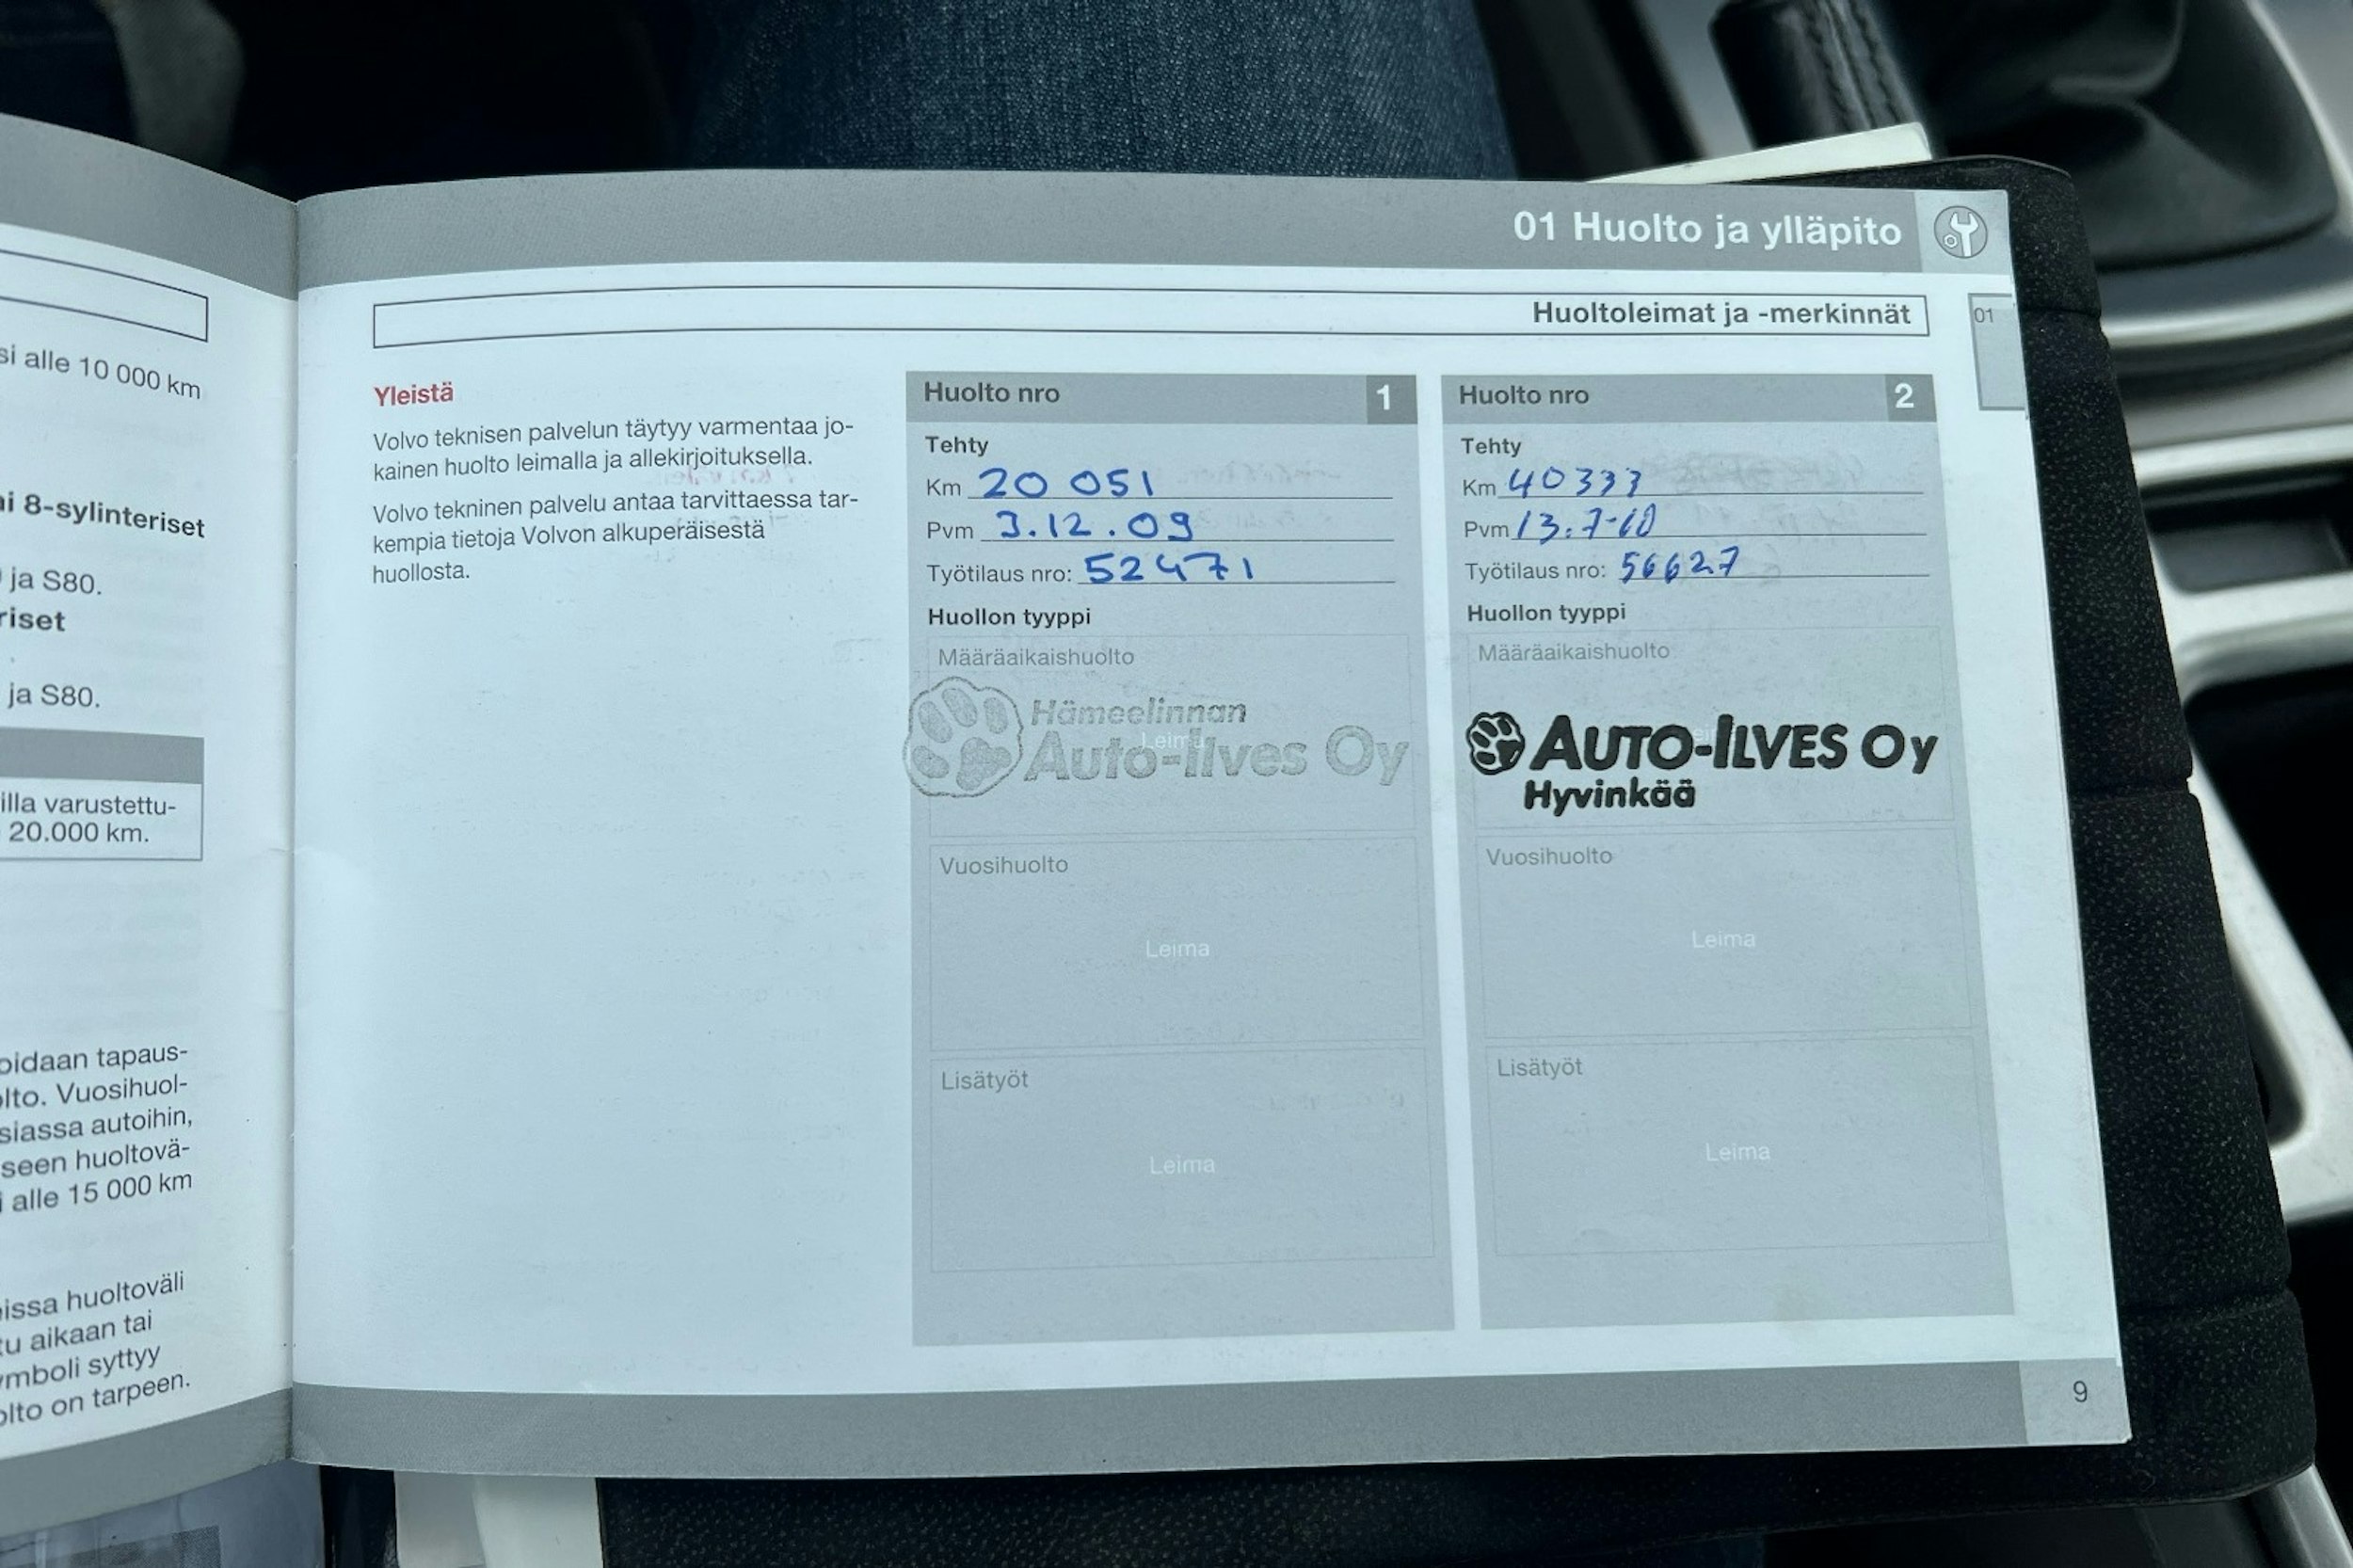 si alle 10 000 km
ni 8-sylinteriset
ja S80.
riset
ja S80.
illa varustettu-
20.000 km.
oidaan tapaus-
olto. Vuosihuol-
siassa autoihin,
seen huoltovä-
i alle 15 000 km
issa huoltoväli
tu aikaan tai
ymboli syttyy
olto on tarpeen.
01 Huolto ja ylläpito
Huoltoleimat ja -merkinnät
01
Yleistä
Volvo teknisen palvelun täytyy varmentaa jo-
kainen huolto leimalla ja allekirjoituksella.
Volvo tekninen palvelu antaa tarvittaessa tar-
kempia tietoja Volvon alkuperäisestä
huollosta.
Huolto nro 1
Tehty
Km 20 051
Pvm 3.12.09
Työtilaus nro: 52471
Huollon tyyppi
Määräaikaishuolto
Leima
Hämeelinnan
Auto-Ilves Oy
Vuosihuolto
Leima
Lisätyöt
Leima
Huolto nro 2
Tehty
Km 40333
Pvm 13.7-10
Työtilaus nro: 56627
Huollon tyyppi
Määräaikaishuolto
AUTO-ILVES Oy
Hyvinkää
Vuosihuolto
Leima
Lisätyöt
Leima
9